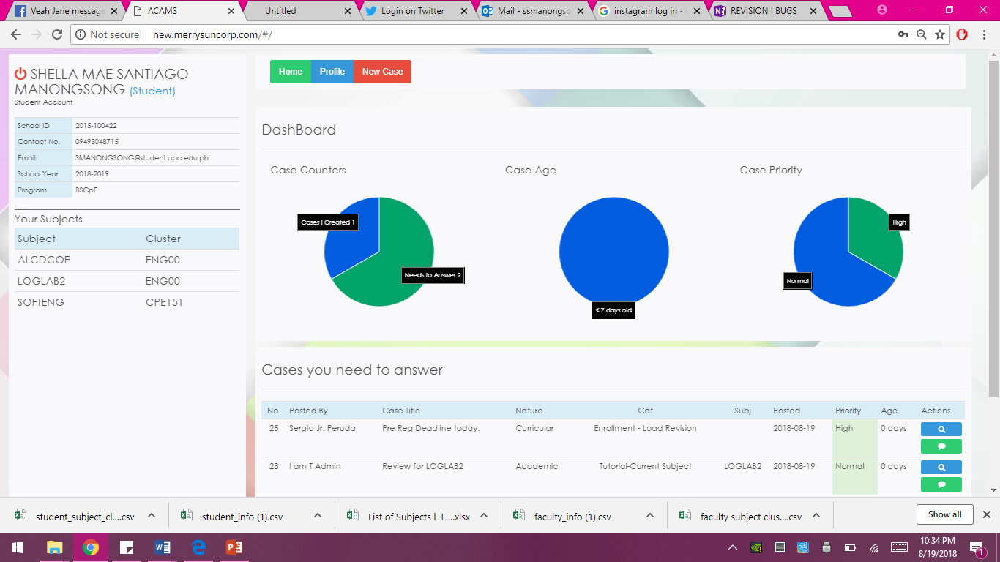 Veah Jane message
ACAMS
Untitled
Login on Twitter
Mail - ssmanongso
instagram log in -
REVISION I BUGS
Not secure
new.merrysuncorp.com/#/
SHELLA MAE SANTIAGO
MANONGSONG (Student)
Student Account
School ID 2015-100422
Contact No. 09493048715
Email SMANONGSONG@student.apc.edu.ph
School Year 2018-2019
Program BSCpE
Your Subjects
Subject Cluster
ALCDCOE ENG00
LOGLAB2 ENG00
SOFTENG CPE151
Home Profile New Case
DashBoard
Case Counters
Cases I Created 1
Needs to Answer 2
Case Age
< 7 days old
Case Priority
High
Normal
Cases you need to answer
No. Posted By Case Title Nature Cat Subj Posted Priority Age Actions
25 Sergio Jr. Peruda Pre Reg Deadline today. Curricular Enrollment - Load Revision 2018-08-19 High 0 days
28 I am T Admin Review for LOGLAB2 Academic Tutorial-Current Subject LOGLAB2 2018-08-19 Normal 0 days
student_subject_cl....csv
student_info (1).csv
List of Subjects l L....xlsx
faculty_info (1).csv
faculty subject clus....csv
Show all
10:34 PM
8/19/2018
1